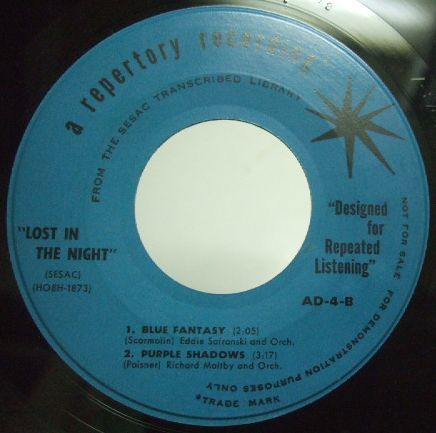 a repertory recording
FROM THE SESAC TRANSCRIBED LIBRARY
"LOST IN
THE NIGHT"
(SESAC)
(HOBH-1873)
"Designed
for
Repeated
Listening"
AD-4-B
1. BLUE FANTASY (2:05)
(Scarmolin) Eddie Safranski and Orch.
2. PURPLE SHADOWS (3:17)
(Paisner) Richard Maltby and Orch.
NOT FOR SALE FOR DEMONSTRATION PURPOSES ONLY
*TRADE MARK